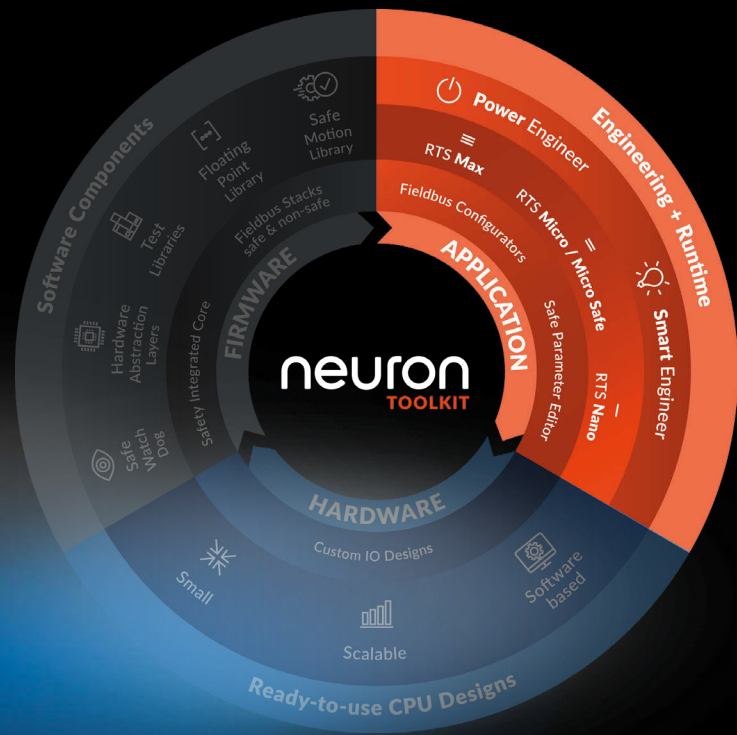 neuron
TOOLKIT
APPLICATION
Engineering + Runtime
Power Engineer
Smart Engineer
RTS Max
RTS Micro / Micro Safe
RTS Nano
Fieldbus Configurators
Safe Parameter Editor
HARDWARE
Custom IO Designs
Software
based
Scalable
Small
Ready-to-use CPU Designs
FIRMWARE
Software Components
Safe
Watch
Dog
Hardware
Abstraction
Layers
Test
Libraries
Floating
Point
Library
Safe
Motion
Library
Safety Integrated Core
Fieldbus Stacks
safe & non-safe